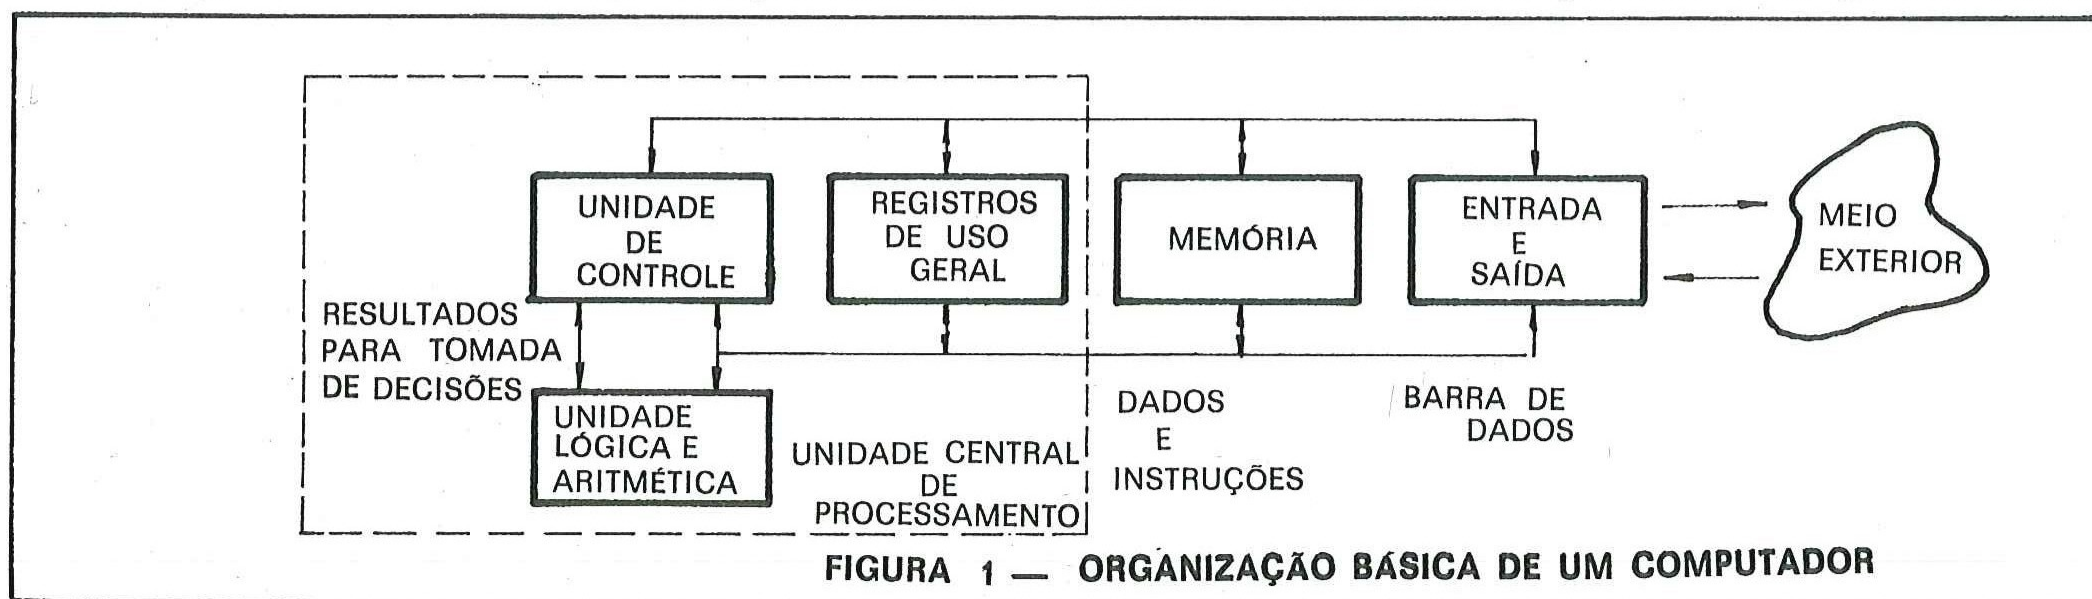 UNIDADE
DE
CONTROLE
REGISTROS
DE USO
GERAL
MEMÓRIA
ENTRADA
E
SAÍDA
MEIO
EXTERIOR
RESULTADOS
PARA TOMADA
DE DECISÕES
UNIDADE
LÓGICA E
ARITMÉTICA
UNIDADE CENTRAL
DE
PROCESSAMENTO
DADOS
E
INSTRUÇÕES
BARRA DE
DADOS
FIGURA 1 — ORGANIZAÇÃO BÁSICA DE UM COMPUTADOR